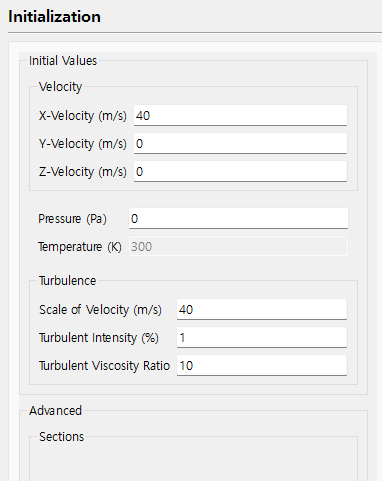 Initialization
Initial Values
Velocity
X-Velocity (m/s) 40
Y-Velocity (m/s) 0
Z-Velocity (m/s) 0
Pressure (Pa) 0
Temperature (K) 300
Turbulence
Scale of Velocity (m/s) 40
Turbulent Intensity (%) 1
Turbulent Viscosity Ratio 10
Advanced
Sections